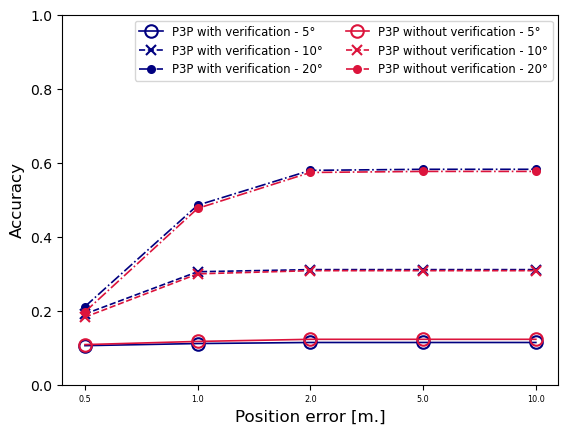 P3P with verification - 5° P3P without verification - 5°
P3P with verification - 10° P3P without verification - 10°
P3P with verification - 20° P3P without verification - 20°
1.0
0.8
0.6
0.4
0.2
0.0
Accuracy
0.5 1.0 2.0 5.0 10.0
Position error [m.]